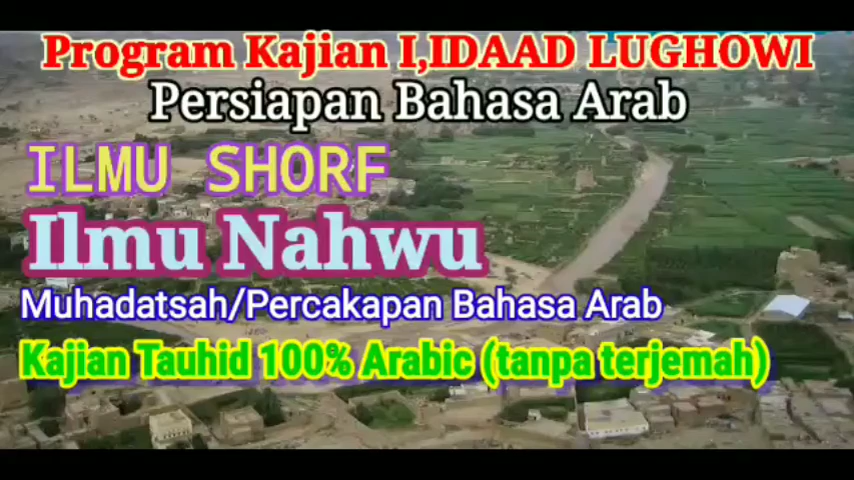 Program Kajian I,IDAAD LUGHOWI
Persiapan Bahasa Arab
ILMU SHORF
Ilmu Nahwu
Muhadatsah/Percakapan Bahasa Arab
Kajian Tauhid 100% Arabic (tanpa terjemah)